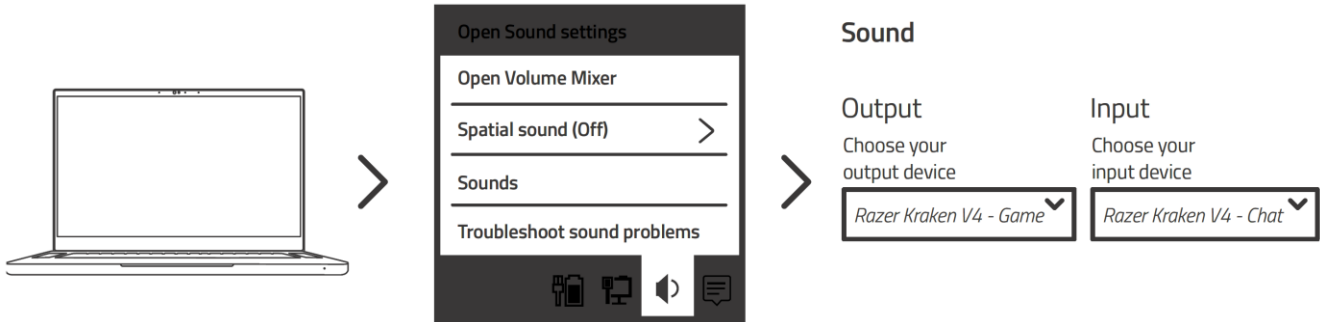 Open Sound settings
Open Volume Mixer
Spatial sound (Off)
Sounds
Troubleshoot sound problems
Sound
Output
Choose your
output device
Razer Kraken V4 - Game
Input
Choose your
input device
Razer Kraken V4 - Chat